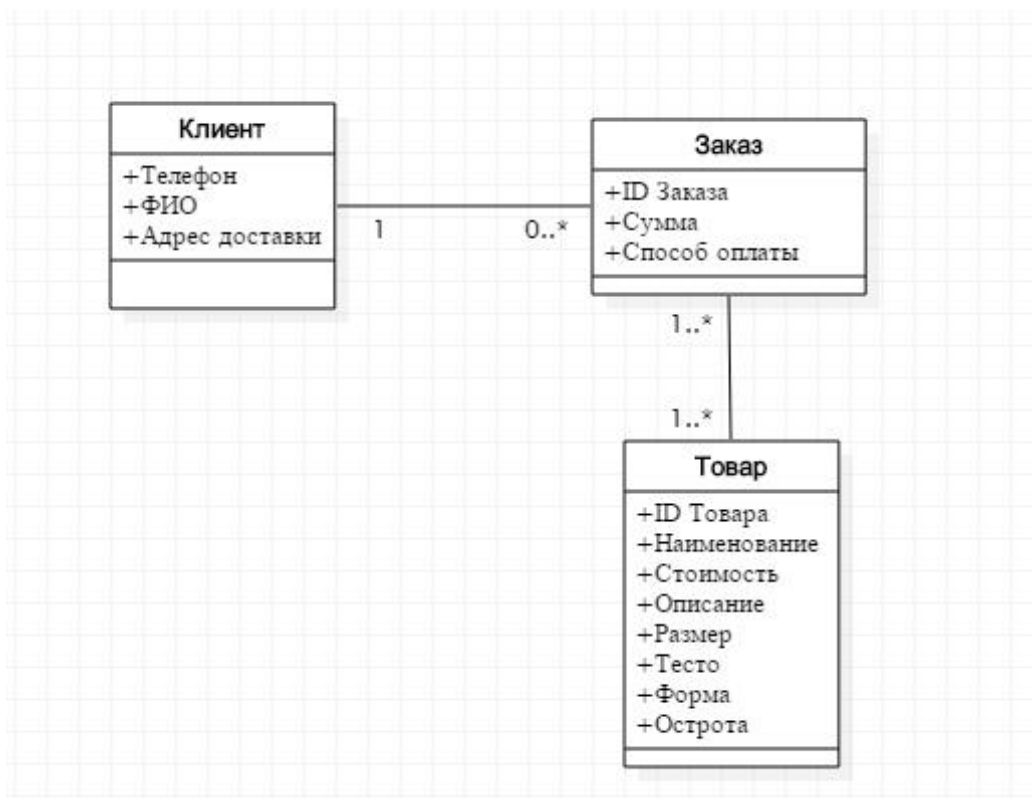 Клиент
+Телефон
+ФИО
+Адрес доставки
1
0..*
Заказ
+ID Заказа
+Сумма
+Способ оплаты
1..*
1..*
Товар
+ID Товара
+Наименование
+Стоимость
+Описание
+Размер
+Тесто
+Форма
+Острота